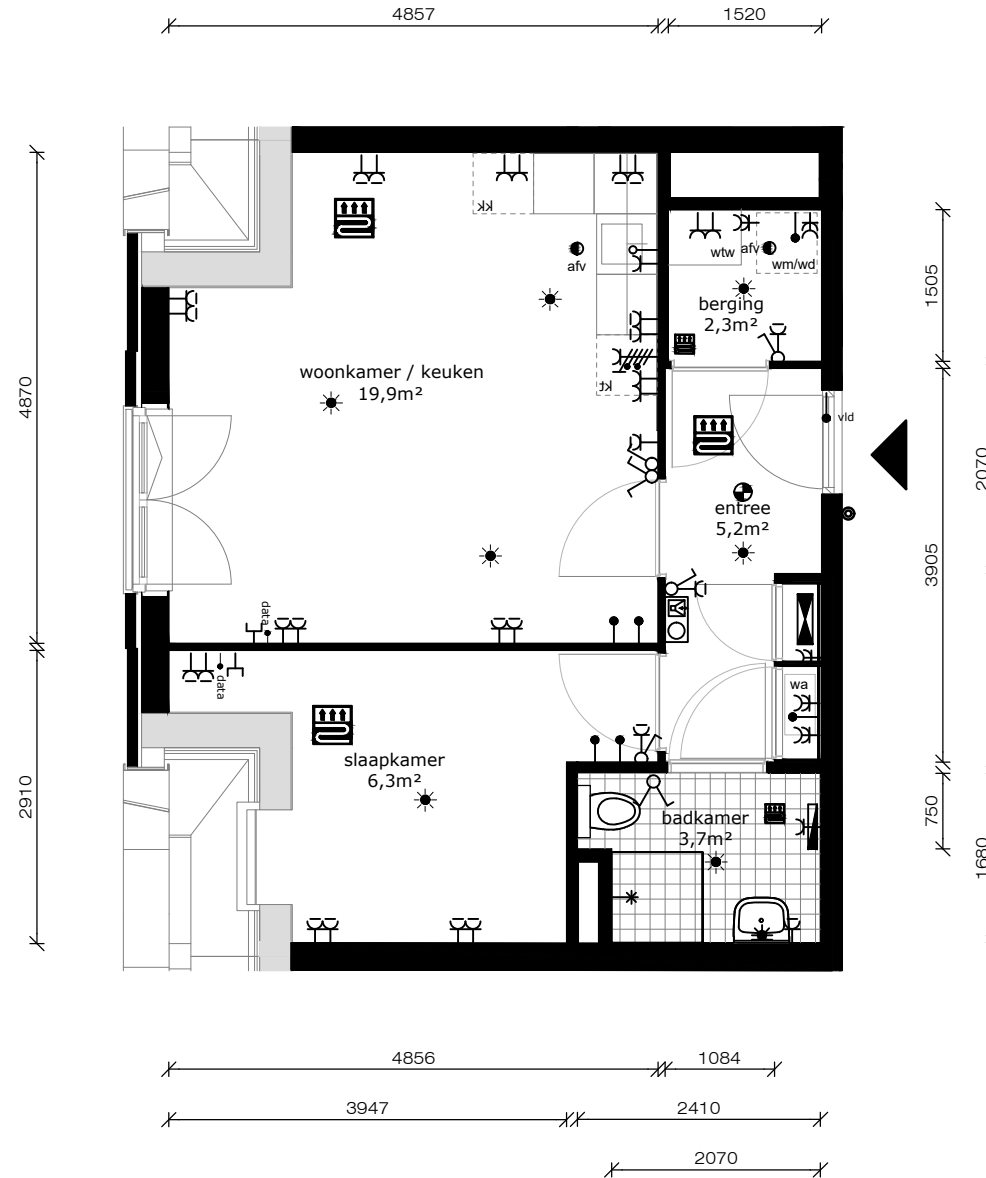 4857
1520
kk
afv
wtw
afv
wm/wd
berging
2,3m²
1505
woonkamer / keuken
19,9m²
kt
4870
vld
2070
entree
5,2m²
3905
data
data
wa
slaapkamer
6,3m²
badkamer
3,7m²
2910
750
1680
4856
1084
3947
2410
2070